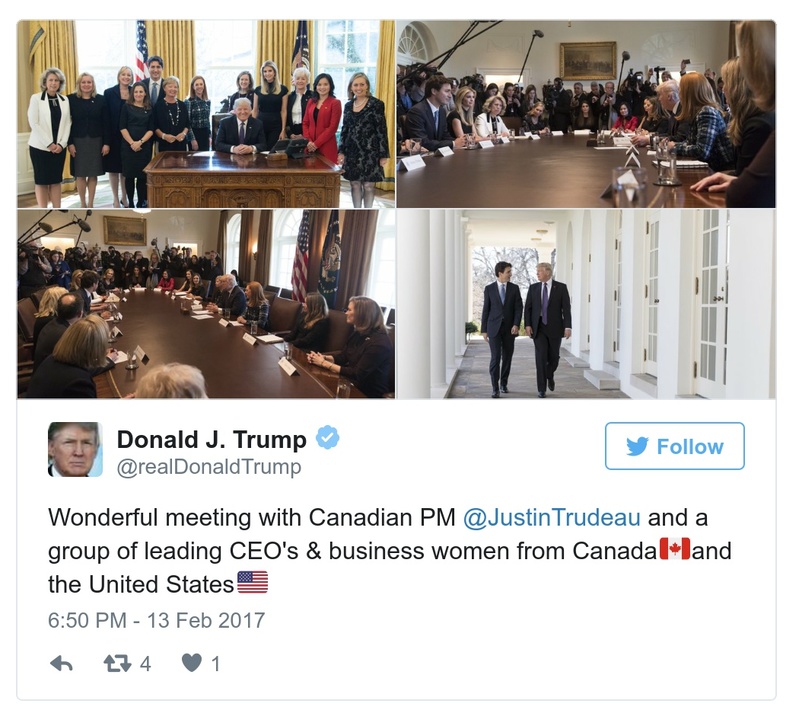 Donald J. Trump
@realDonaldTrump
Follow
Wonderful meeting with Canadian PM @JustinTrudeau and a
group of leading CEO's & business women from Canada🇨🇦and
the United States🇺🇸
6:50 PM - 13 Feb 2017
4
1